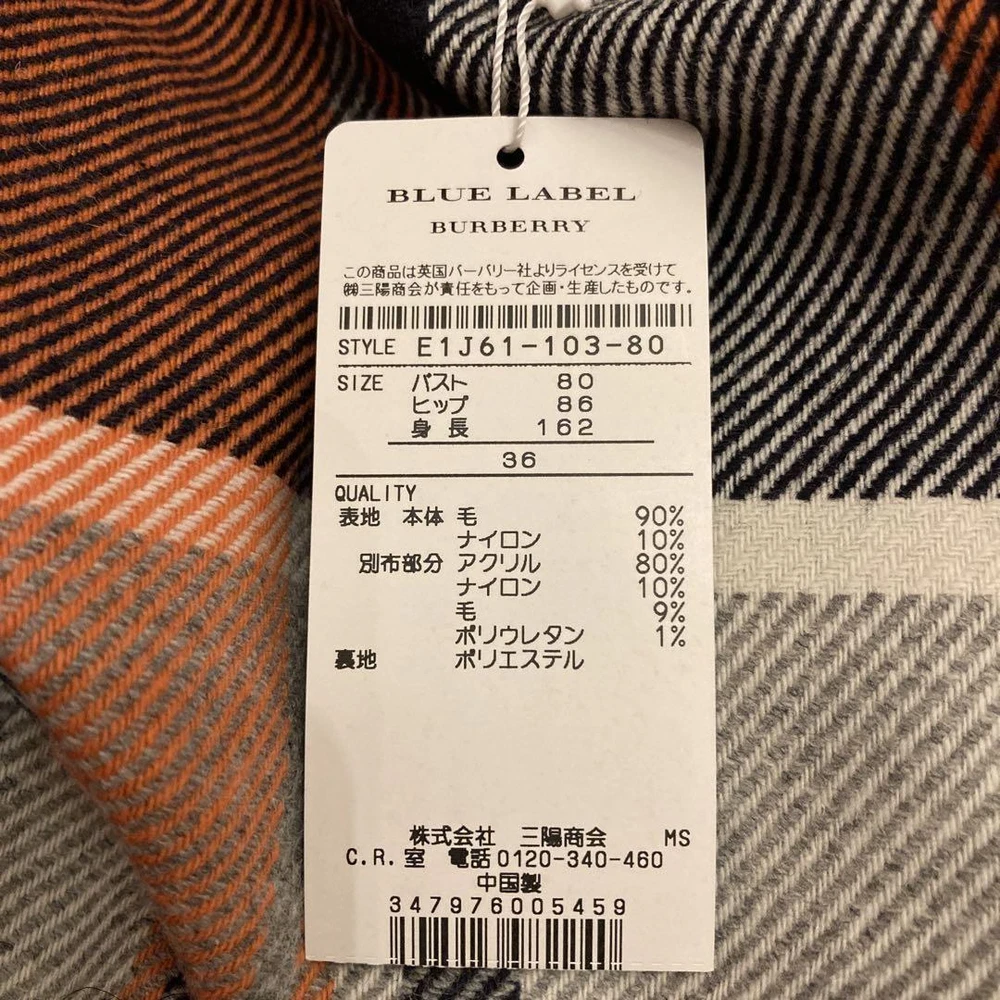 BLUE LABEL
BURBERRY
この商品は英国バーバリー社よりライセンスを受けて
㈱三陽商会が責任をもって企画・生産したものです。
STYLE E1J61-103-80
SIZE バスト 80
ヒップ 86
身長 162
36
QUALITY
表地 本体 毛 90%
ナイロン 10%
別布部分 アクリル 80%
ナイロン 10%
毛 9%
ポリウレタン 1%
裏地 ポリエステル
株式会社 三陽商会 MS
C.R.室 電話0120-340-460
中国製
347976005459